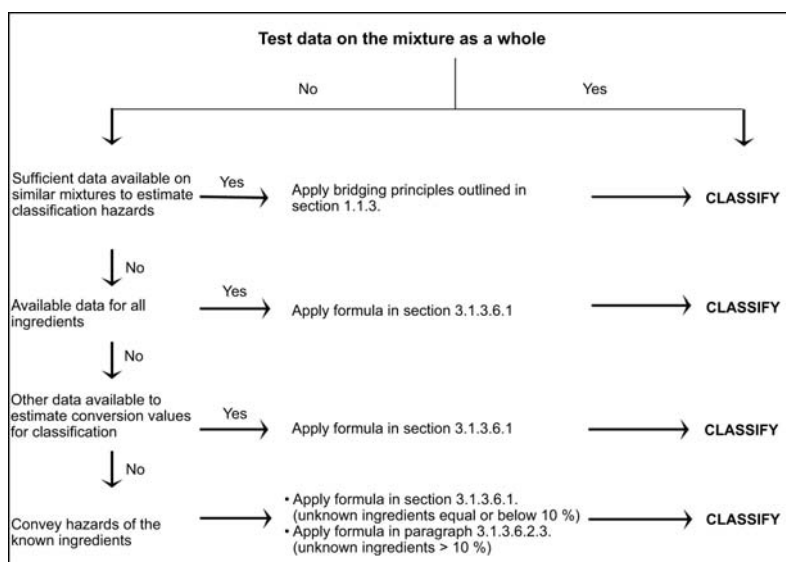 Test data on the mixture as a whole
No
Yes
Sufficient data available on
similar mixtures to estimate
classification hazards
Yes
Apply bridging principles outlined in
section 1.1.3.
CLASSIFY
No
Available data for all
ingredients
Yes
Apply formula in section 3.1.3.6.1
CLASSIFY
No
Other data available to
estimate conversion values
for classification
Yes
Apply formula in section 3.1.3.6.1
CLASSIFY
No
Convey hazards of the
known ingredients
• Apply formula in section 3.1.3.6.1.
(unknown ingredients equal or below 10 %)
• Apply formula in paragraph 3.1.3.6.2.3.
(unknown ingredients > 10 %)
CLASSIFY